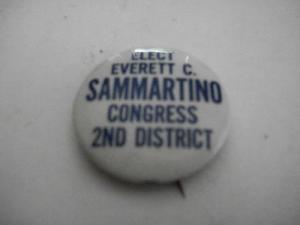 ELECT
EVERETT C.
SAMMARTINO
CONGRESS
2ND DISTRICT